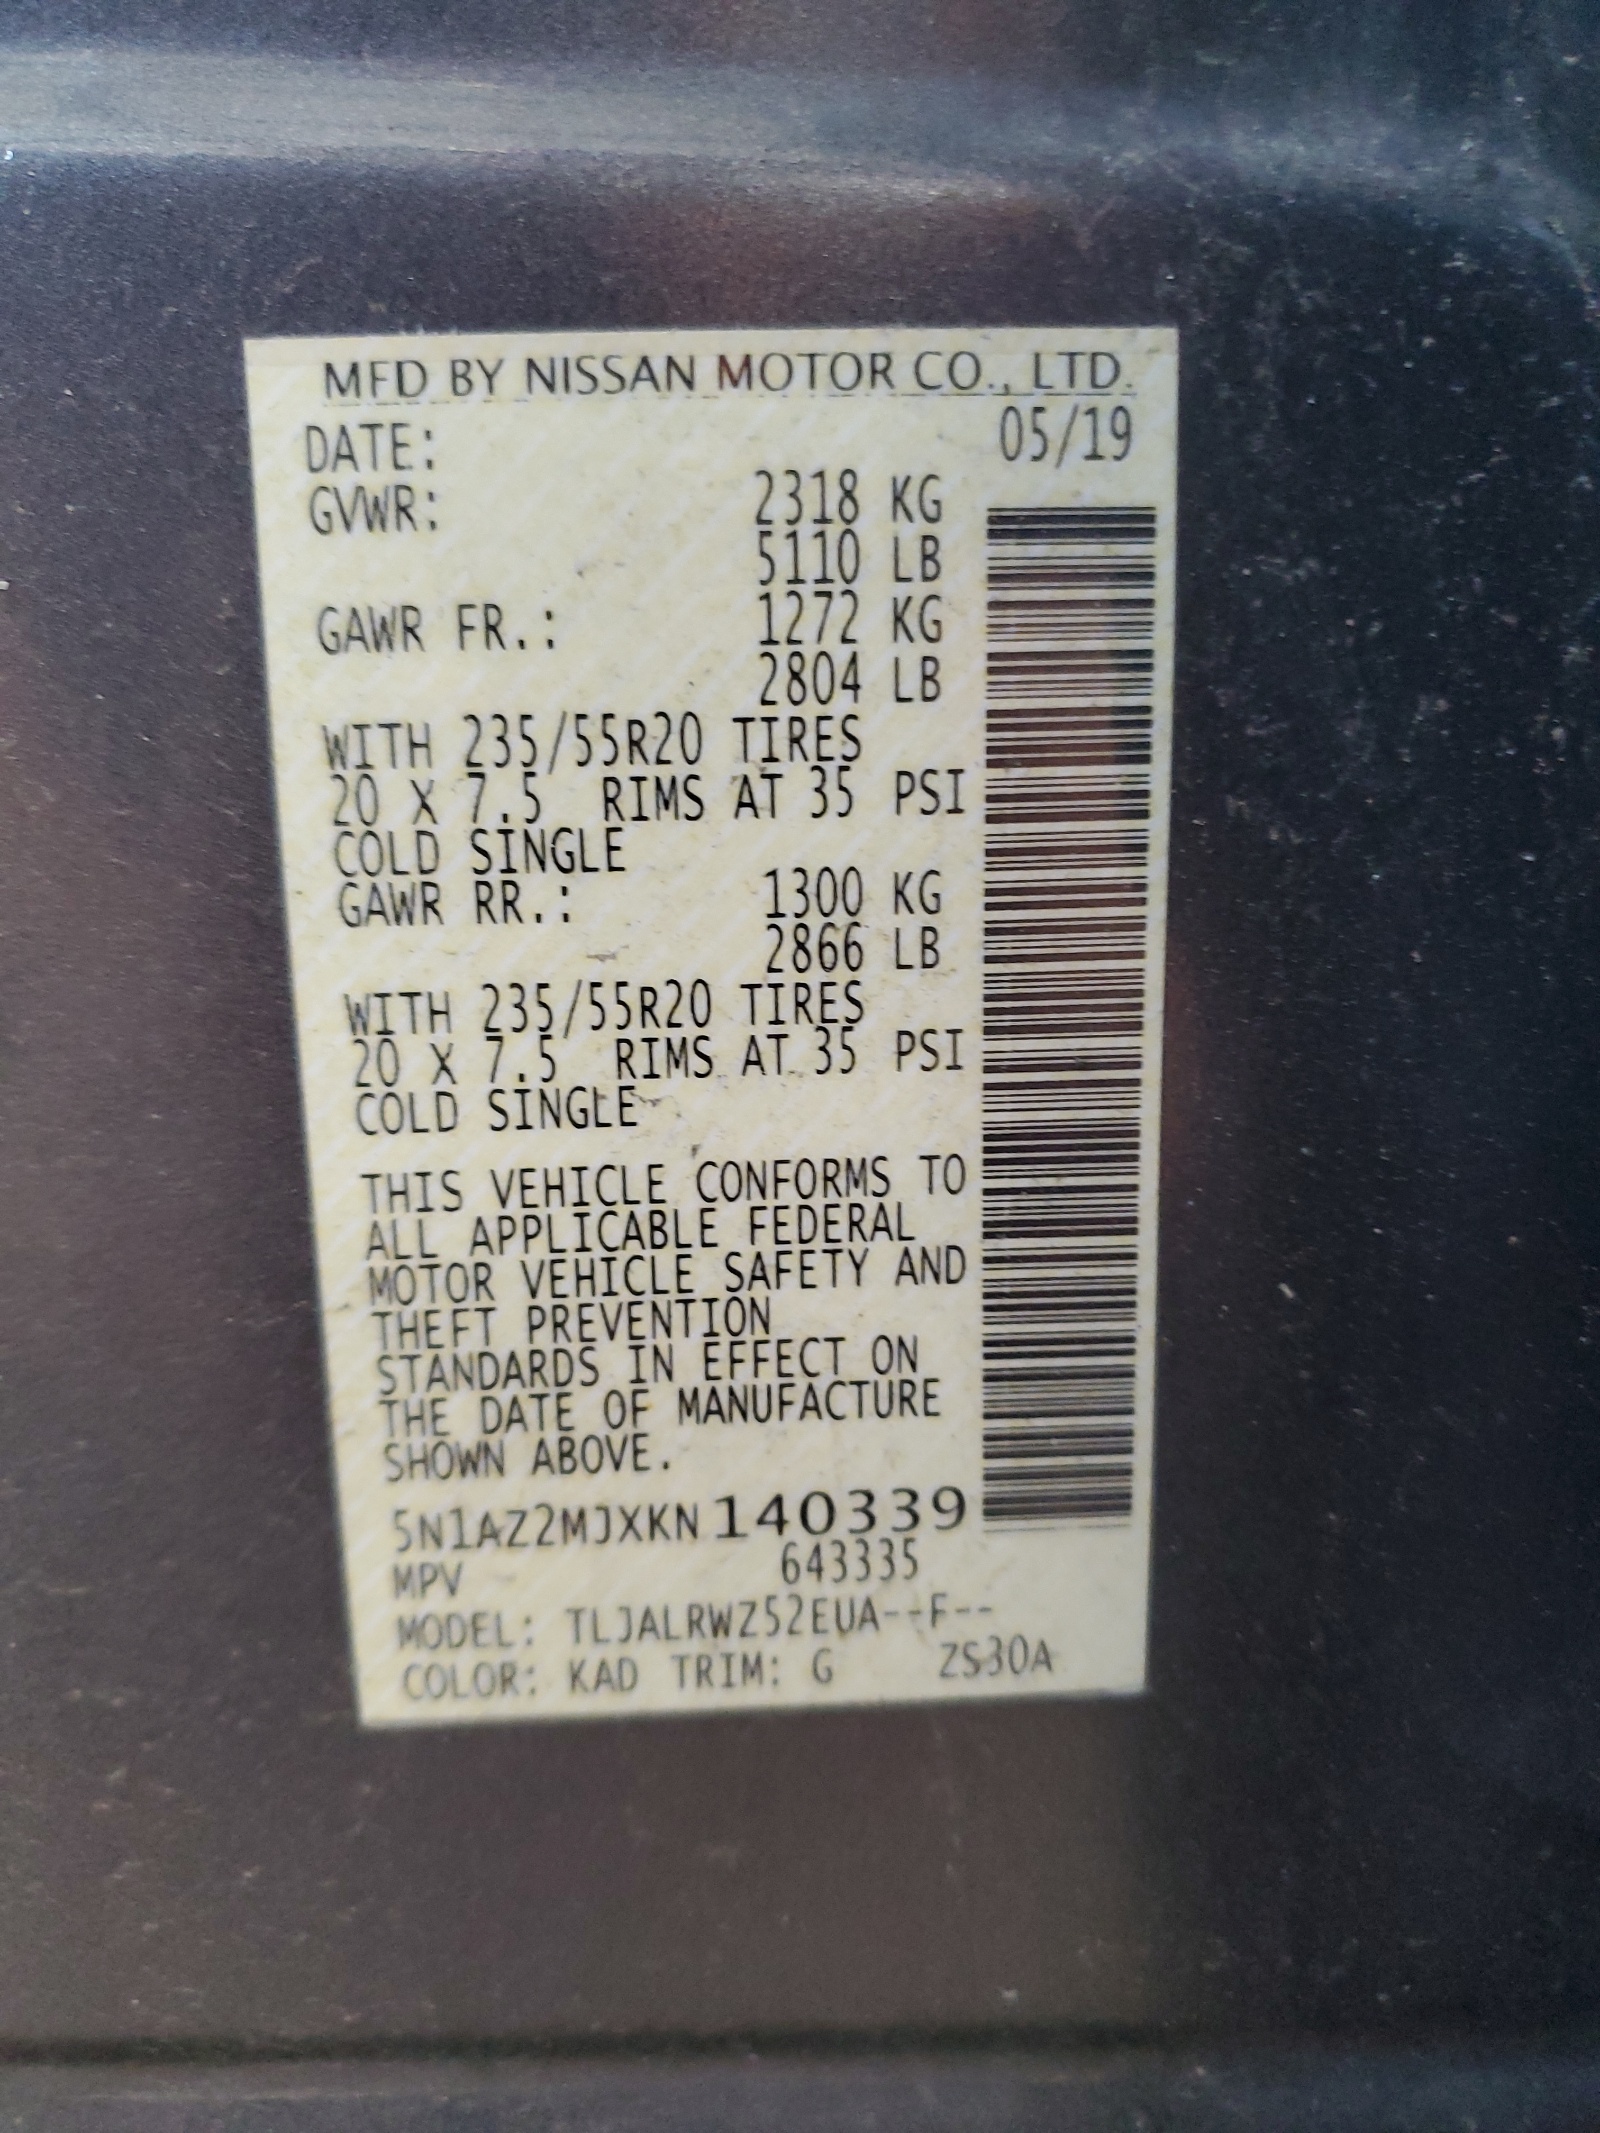 MFD BY NISSAN MOTOR CO., LTD.
DATE: 05/19
GVWR: 2318 KG
5110 LB
GAWR FR.: 1272 KG
2804 LB
WITH 235/55R20 TIRES
20 X 7.5 RIMS AT 35 PSI
COLD SINGLE
GAWR RR.: 1300 KG
2866 LB
WITH 235/55R20 TIRES
20 X 7.5 RIMS AT 35 PSI
COLD SINGLE
THIS VEHICLE CONFORMS TO
ALL APPLICABLE FEDERAL
MOTOR VEHICLE SAFETY AND
THEFT PREVENTION
STANDARDS IN EFFECT ON
THE DATE OF MANUFACTURE
SHOWN ABOVE.
5N1AZ2MJXKN140339
MPV 643335
MODEL: TLJALRWZ52EUA--F--
COLOR: KAD TRIM: G ZS30A